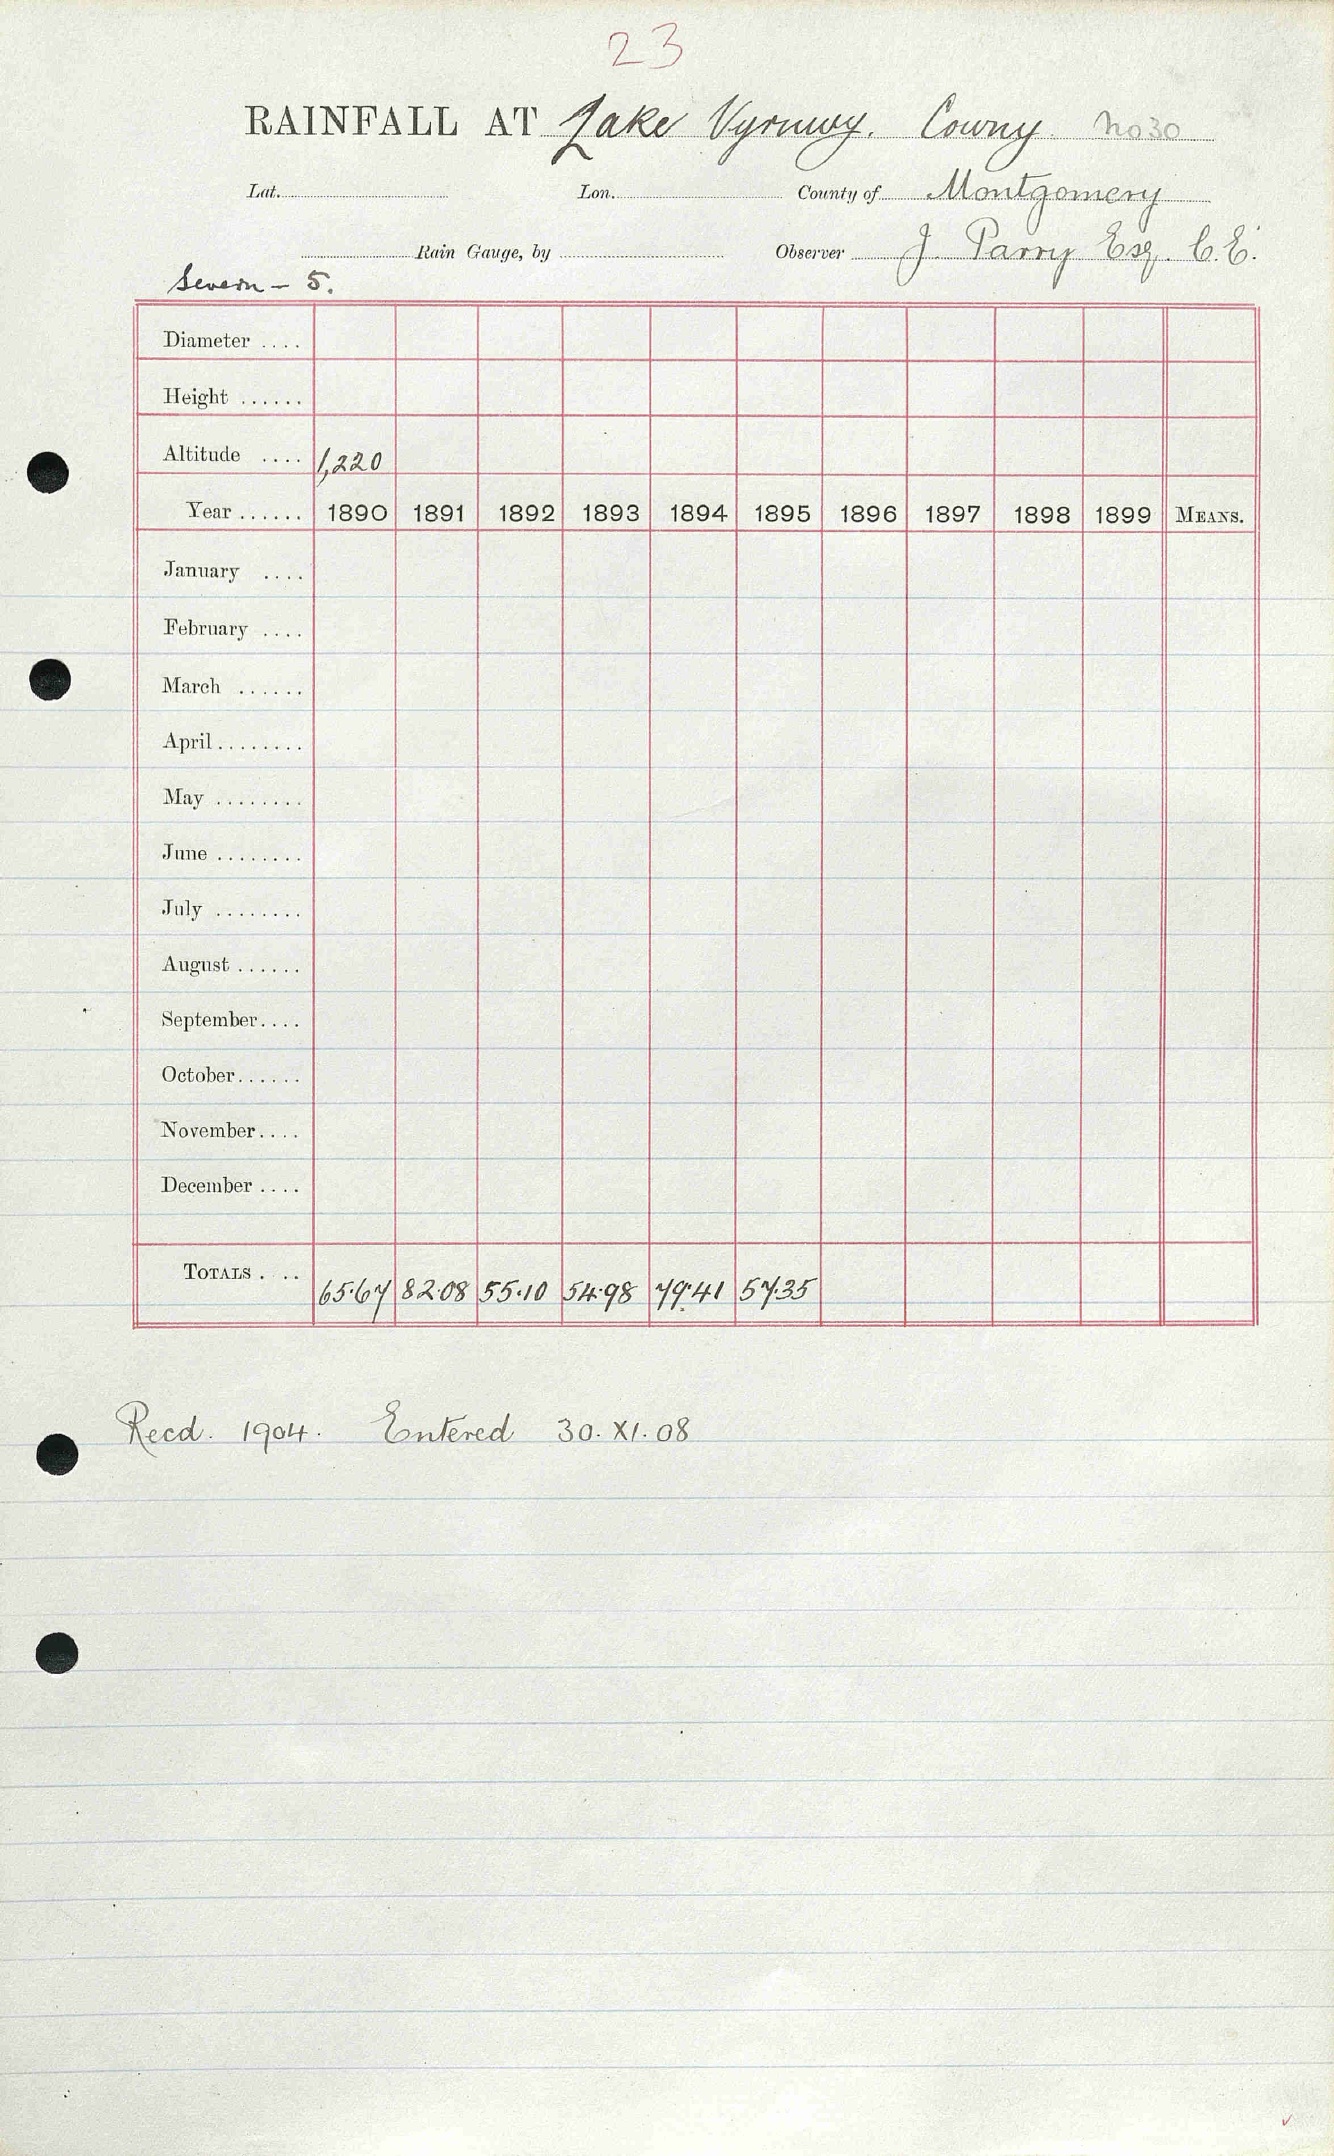 23
RAINFALL AT Lake Vyrnwy. Cowny. No 30
Lat. Lon. County of Montgomery
Rain Gauge, by Observer J. Parry Esq. C.E.
Severn - 5.
Diameter ....
Height ......
Altitude .... 1,220
Year ...... 1890 1891 1892 1893 1894 1895 1896 1897 1898 1899 MEANS.
January ....
February ....
March ......
April ........
May ........
June ........
July ........
August ......
September ....
October ......
November ....
December ....
TOTALS . .. 65.67 82.08 55.10 54.98 79.41 57.35
Recd. 1904. Entered 30. XI. 08